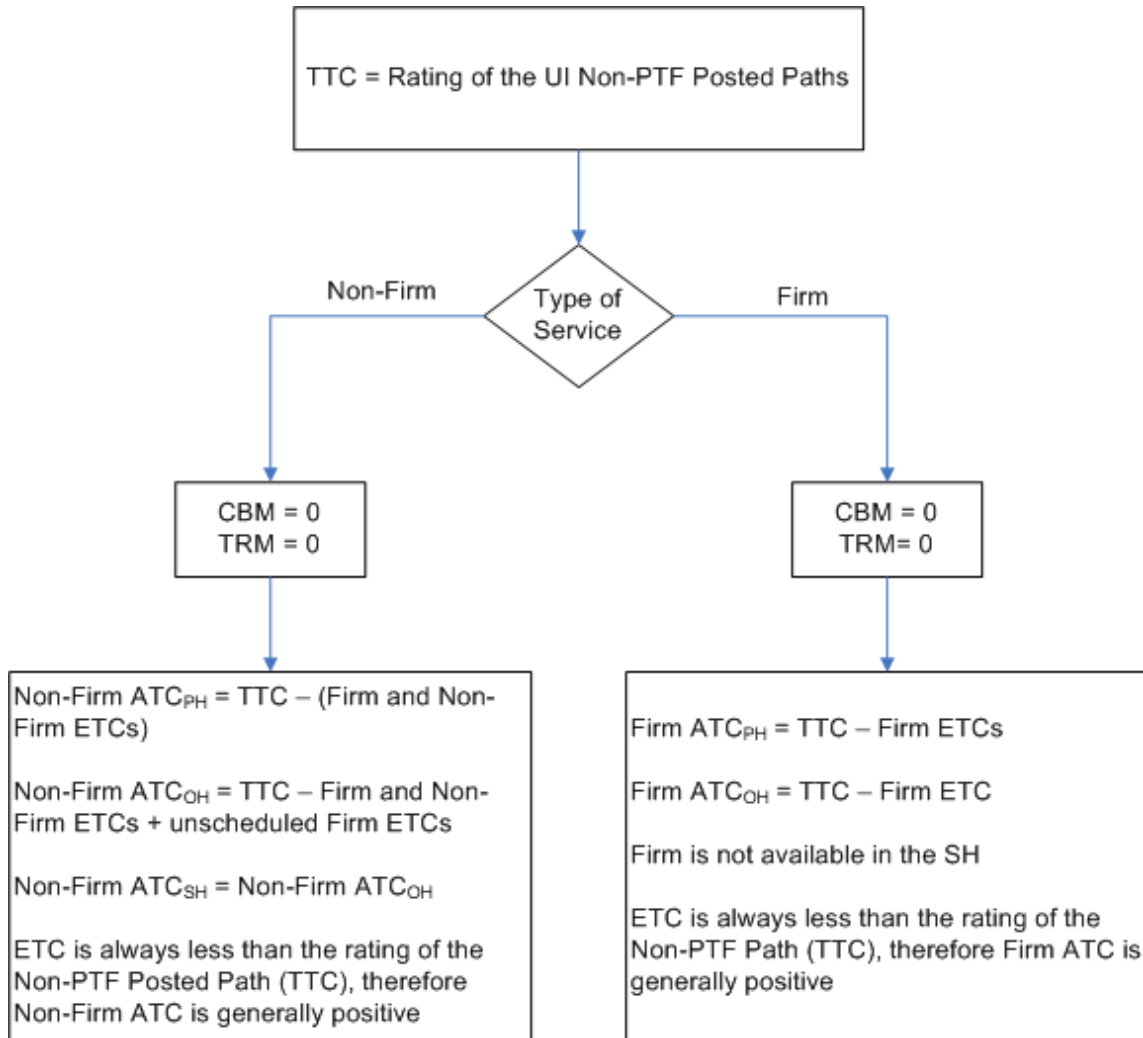 TTC = Rating of the UI Non-PTF Posted Paths
Non-Firm
Type of
Service
Firm
CBM = 0
TRM = 0
CBM = 0
TRM= 0
Non-Firm ATCPH = TTC – (Firm and Non-
Firm ETCs)
Non-Firm ATCOH = TTC – Firm and Non-
Firm ETCs + unscheduled Firm ETCs
Non-Firm ATCSH = Non-Firm ATCOH
ETC is always less than the rating of the
Non-PTF Posted Path (TTC), therefore
Non-Firm ATC is generally positive
Firm ATCPH = TTC – Firm ETCs
Firm ATCOH = TTC – Firm ETC
Firm is not available in the SH
ETC is always less than the rating of the
Non-PTF Path (TTC), therefore Firm ATC is
generally positive